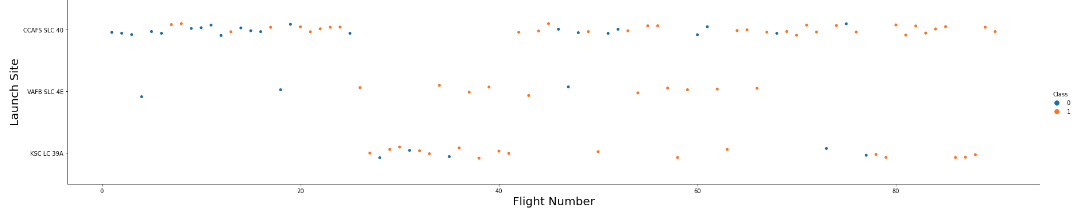 CCAFS SLC 40
VAFB SLC 4E
KSC LC 39A
Launch Site
0 20 40 60 80
Flight Number
Class
0
1